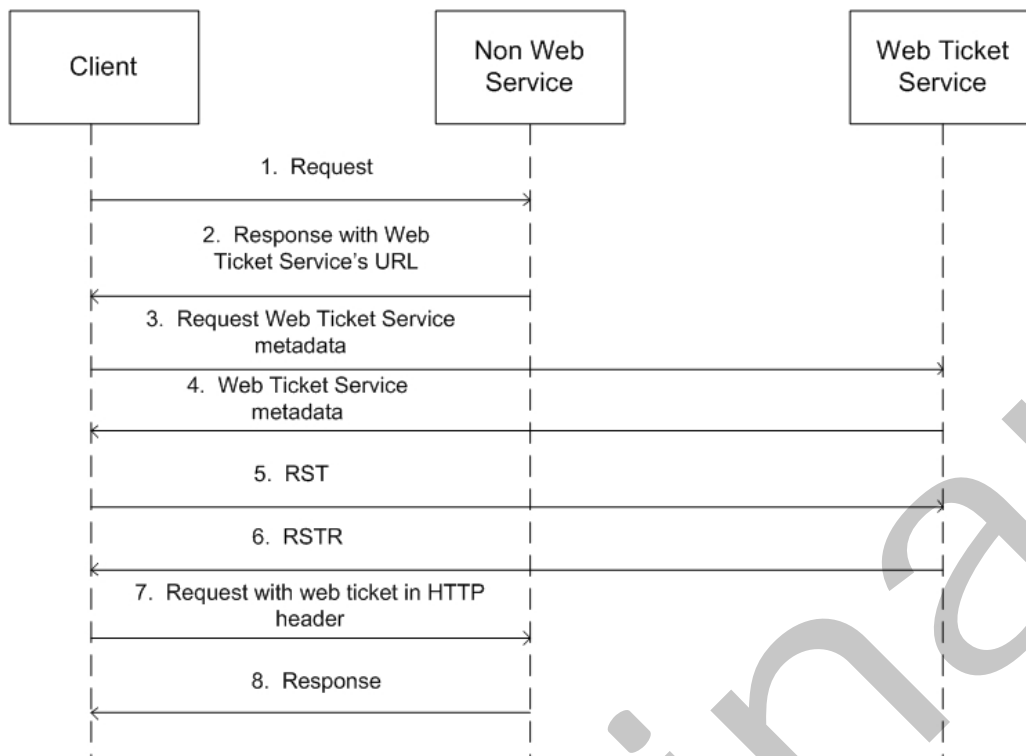 Client
Non Web
Service
Web Ticket
Service
1. Request
2. Response with Web
Ticket Service's URL
3. Request Web Ticket Service
metadata
4. Web Ticket Service
metadata
5. RST
6. RSTR
7. Request with web ticket in HTTP
header
8. Response